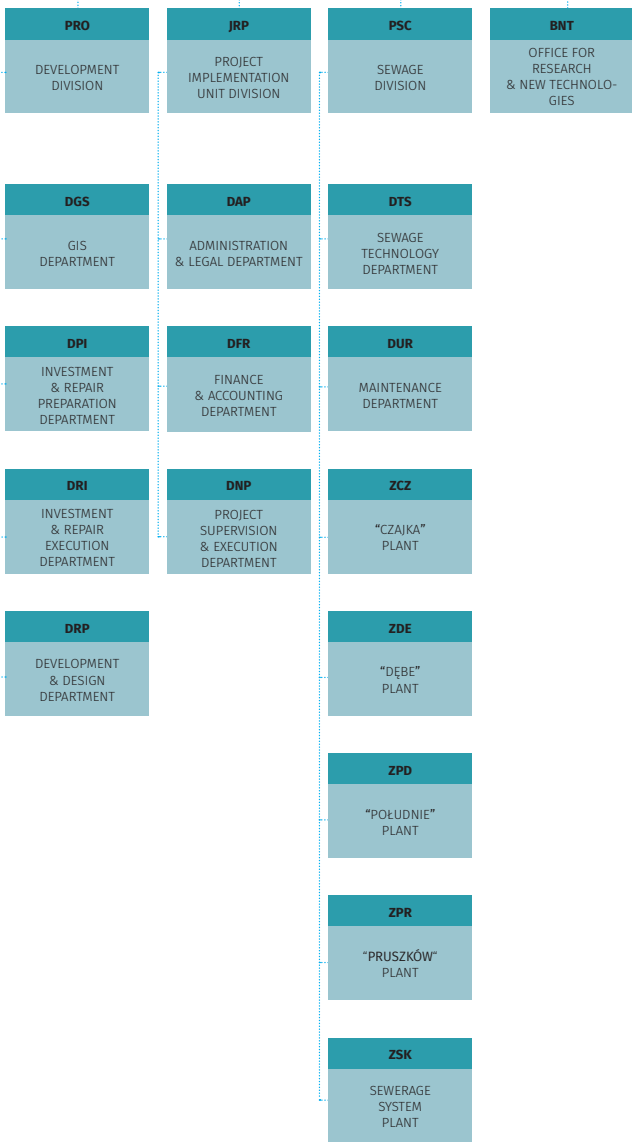 PRO
DEVELOPMENT
DIVISION
JRP
PROJECT
IMPLEMENTATION
UNIT DIVISION
PSC
SEWAGE
DIVISION
BNT
OFFICE FOR
RESEARCH
& NEW TECHNOLO-
GIES
DGS
GIS
DEPARTMENT
DAP
ADMINISTRATION
& LEGAL DEPARTMENT
DTS
SEWAGE
TECHNOLOGY
DEPARTMENT
DPI
INVESTMENT
& REPAIR
PREPARATION
DEPARTMENT
DFR
FINANCE
& ACCOUNTING
DEPARTMENT
DUR
MAINTENANCE
DEPARTMENT
DRI
INVESTMENT
& REPAIR
EXECUTION
DEPARTMENT
DNP
PROJECT
SUPERVISION
& EXECUTION
DEPARTMENT
ZCZ
“CZAJKA”
PLANT
DRP
DEVELOPMENT
& DESIGN
DEPARTMENT
ZDE
“DĘBE”
PLANT
ZPD
“POŁUDNIE”
PLANT
ZPR
“PRUSZKÓW“
PLANT
ZSK
SEWERAGE
SYSTEM
PLANT